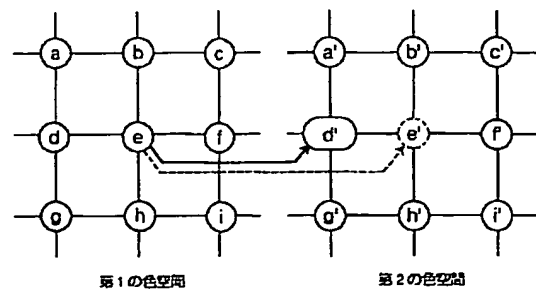 a b c a' b' c'
d e f d' e' f'
g h i g' h' i'
第1の色空間 第2の色空間